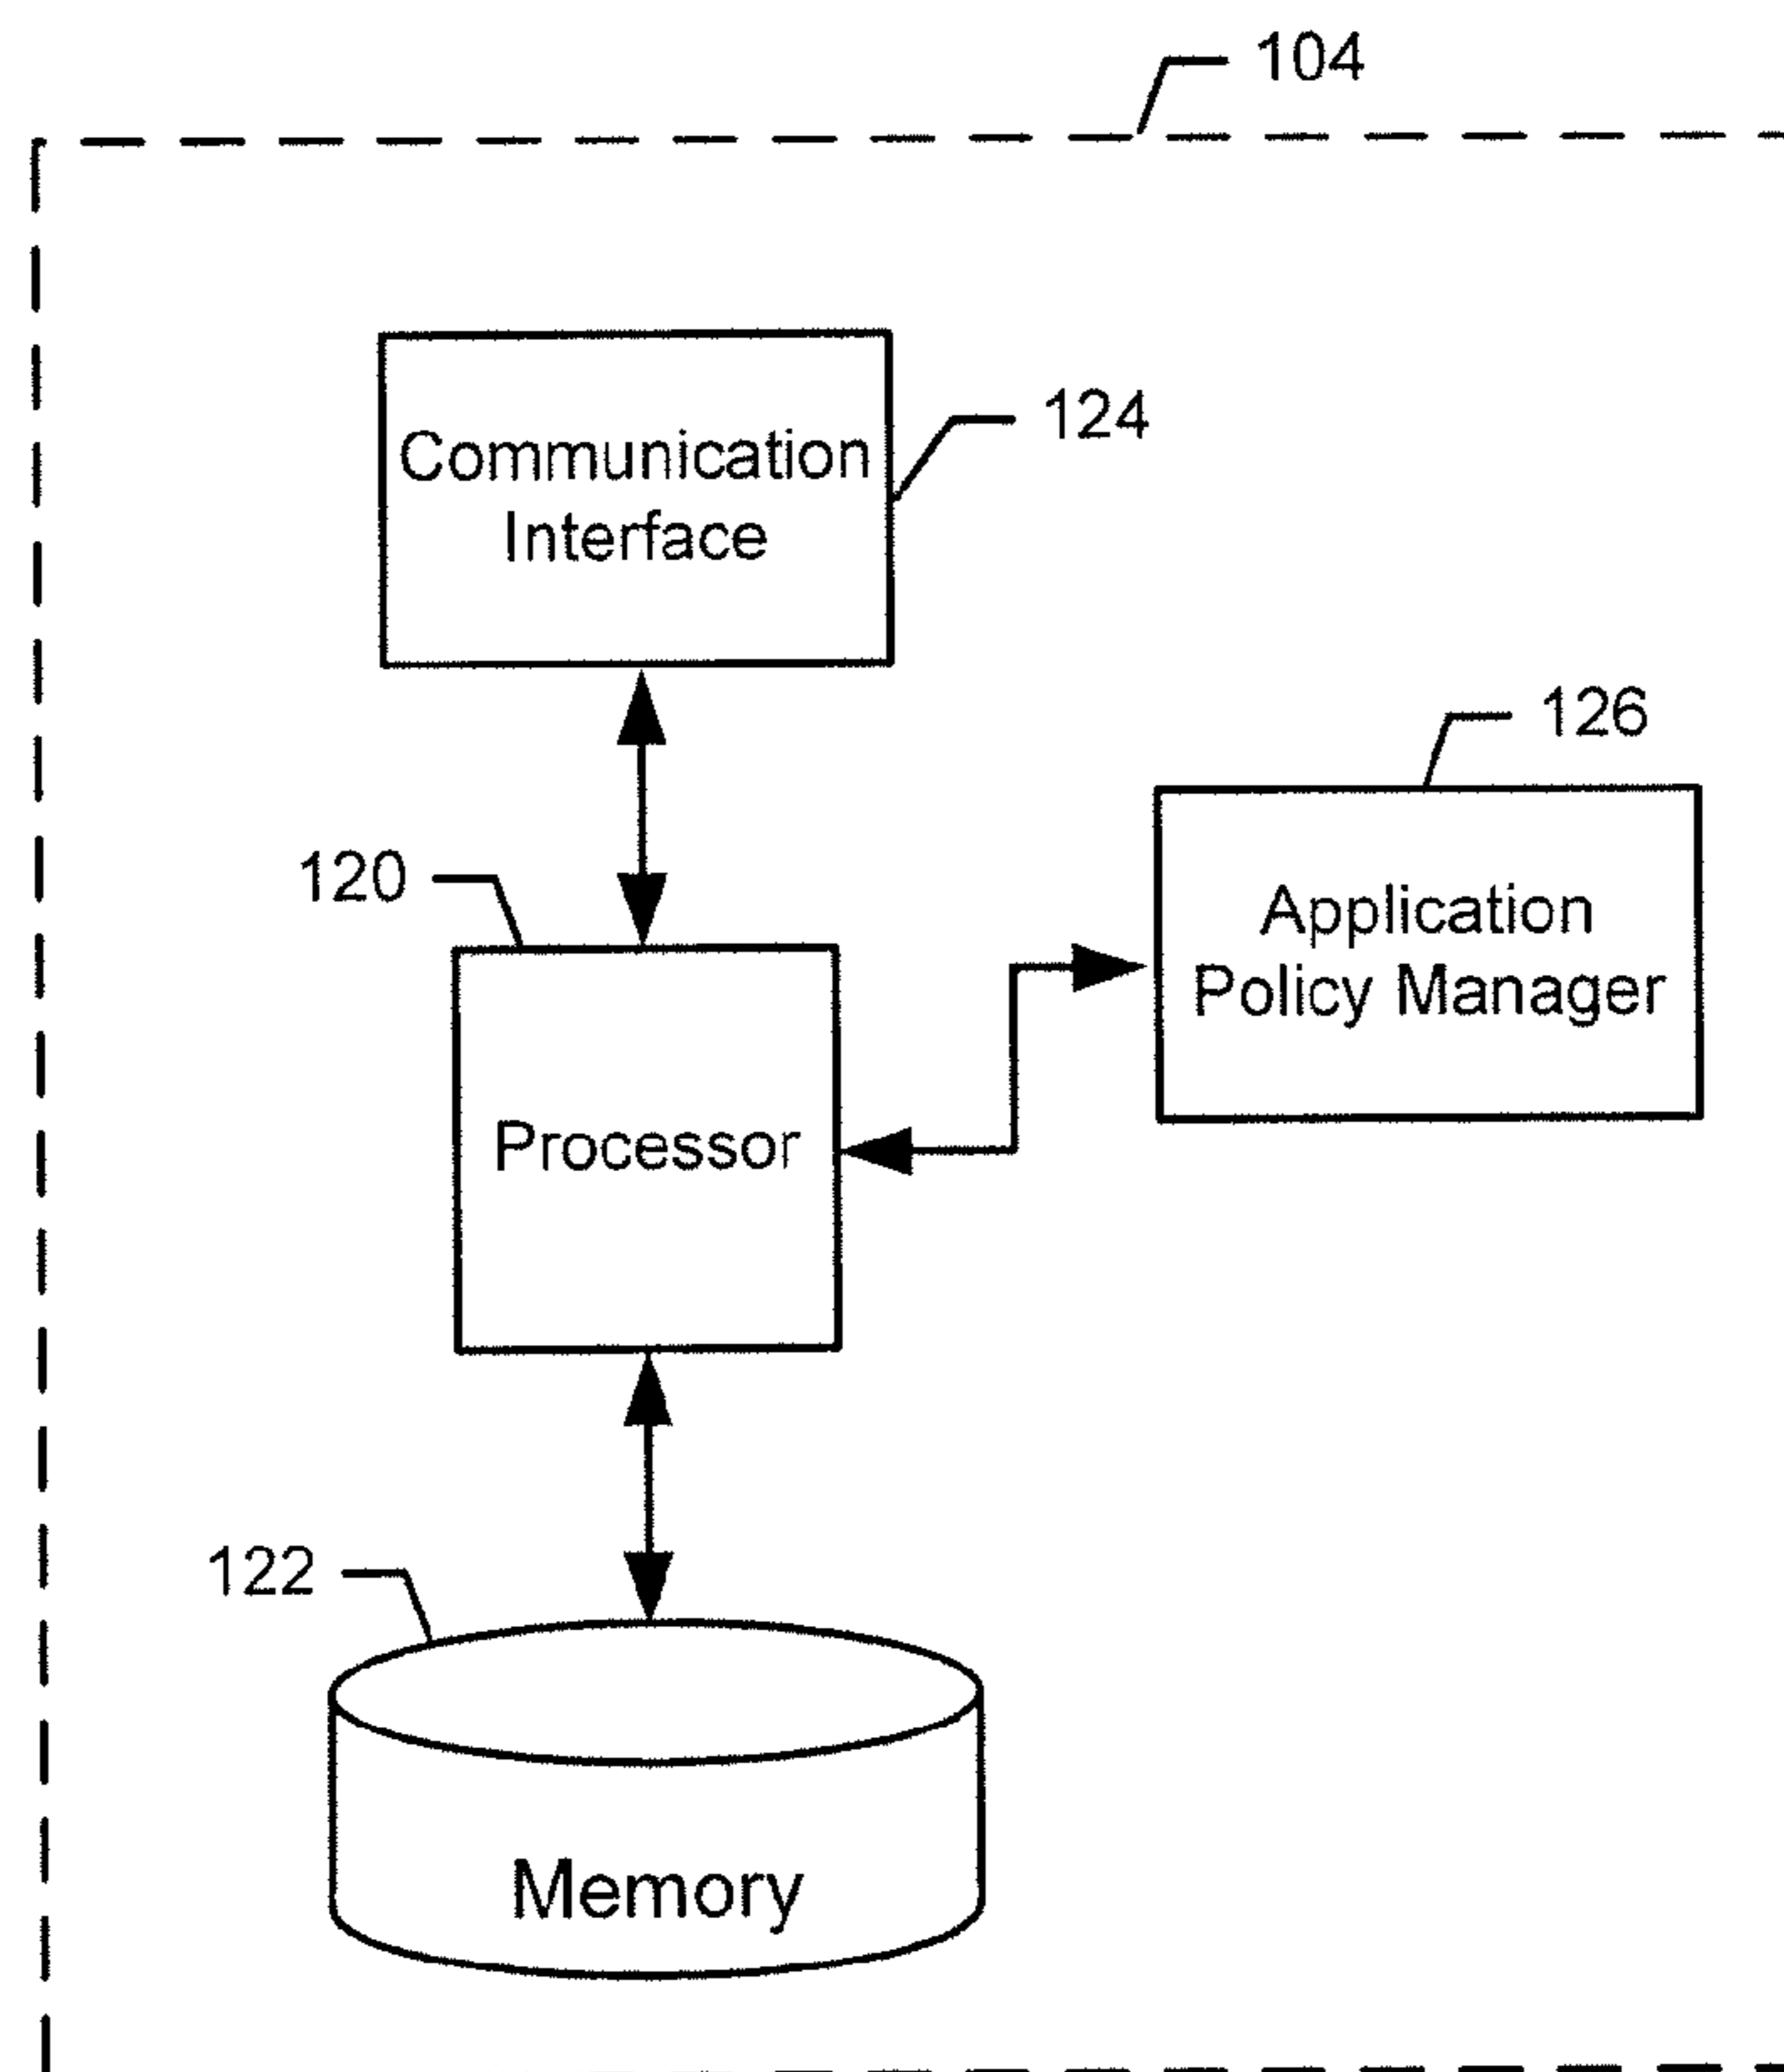 104
Communication
Interface
124
126
120
Application
Policy Manager
Processor
122
Memory